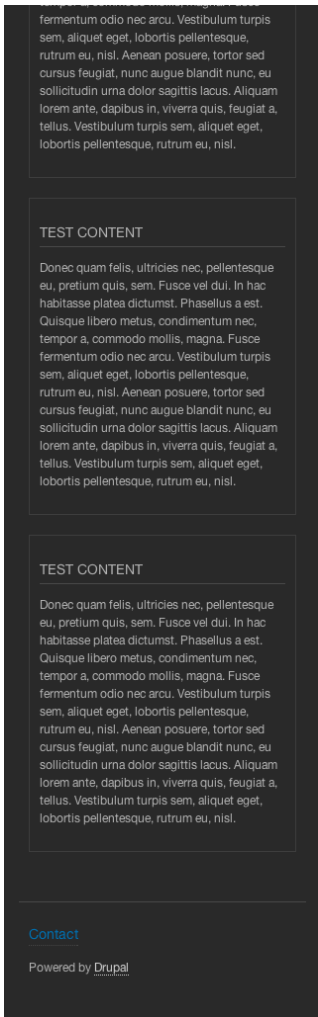 fermentum odio nec arcu. Vestibulum turpis
sem, aliquet eget, lobortis pellentesque,
rutrum eu, nisl. Aenean posuere, tortor sed
cursus feugiat, nunc augue blandit nunc, eu
sollicitudin urna dolor sagittis lacus. Aliquam
lorem ante, dapibus in, viverra quis, feugiat a,
tellus. Vestibulum turpis sem, aliquet eget,
lobortis pellentesque, rutrum eu, nisl.
TEST CONTENT
Donec quam felis, ultricies nec, pellentesque
eu, pretium quis, sem. Fusce vel dui. In hac
habitasse platea dictumst. Phasellus a est.
Quisque libero metus, condimentum nec,
tempor a, commodo mollis, magna. Fusce
fermentum odio nec arcu. Vestibulum turpis
sem, aliquet eget, lobortis pellentesque,
rutrum eu, nisl. Aenean posuere, tortor sed
cursus feugiat, nunc augue blandit nunc, eu
sollicitudin urna dolor sagittis lacus. Aliquam
lorem ante, dapibus in, viverra quis, feugiat a,
tellus. Vestibulum turpis sem, aliquet eget,
lobortis pellentesque, rutrum eu, nisl.
TEST CONTENT
Donec quam felis, ultricies nec, pellentesque
eu, pretium quis, sem. Fusce vel dui. In hac
habitasse platea dictumst. Phasellus a est.
Quisque libero metus, condimentum nec,
tempor a, commodo mollis, magna. Fusce
fermentum odio nec arcu. Vestibulum turpis
sem, aliquet eget, lobortis pellentesque,
rutrum eu, nisl. Aenean posuere, tortor sed
cursus feugiat, nunc augue blandit nunc, eu
sollicitudin urna dolor sagittis lacus. Aliquam
lorem ante, dapibus in, viverra quis, feugiat a,
tellus. Vestibulum turpis sem, aliquet eget,
lobortis pellentesque, rutrum eu, nisl.
Contact
Powered by Drupal